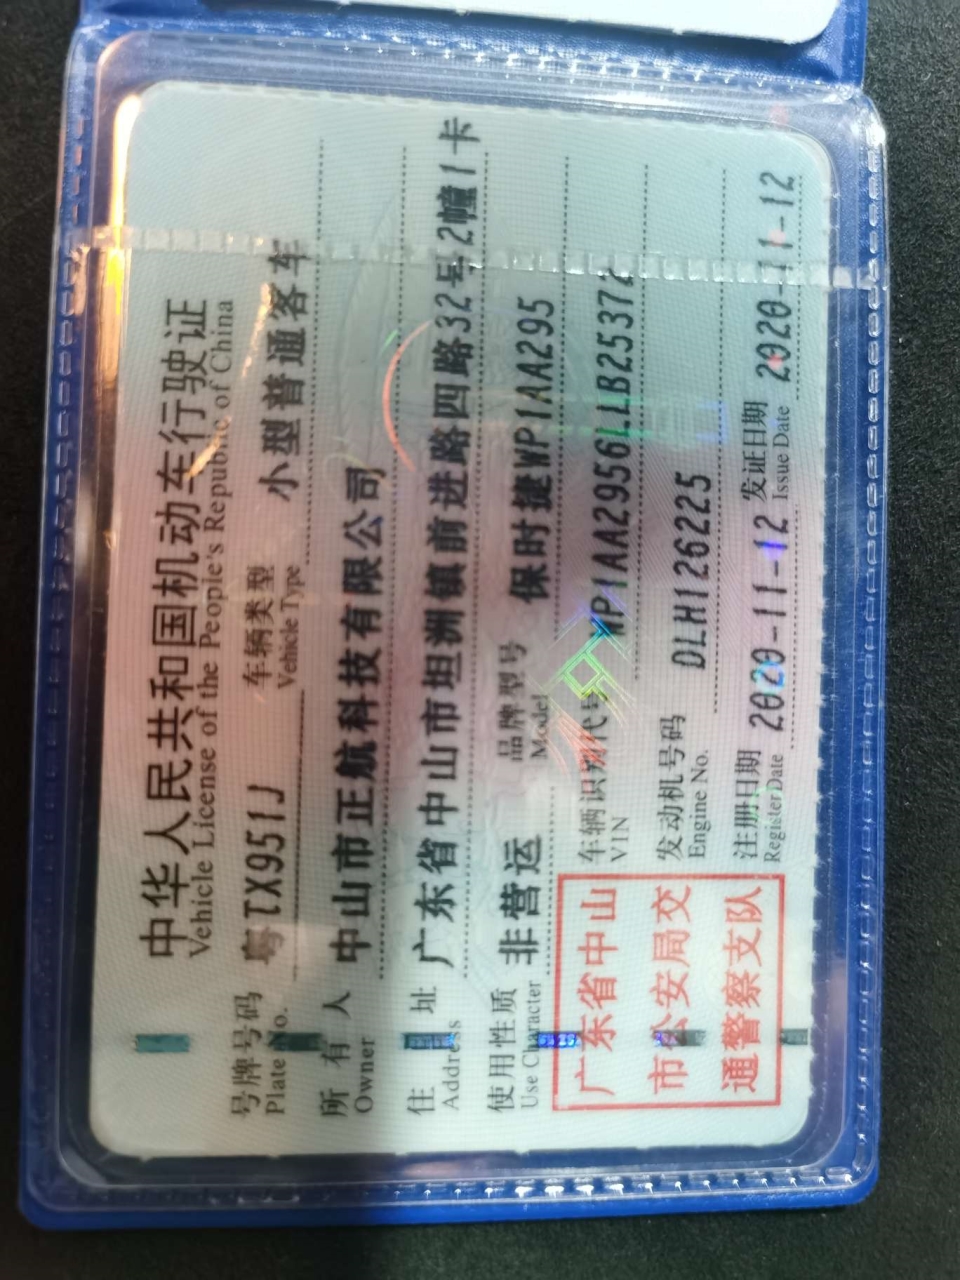 中华人民共和国机动车行驶证
Vehicle License of the People's Republic of China
号牌号码 粤TX951J 车辆类型 小型普通客车
Plate No. Vehicle Type
所有人 中山市正航科技有限公司
Owner
住址 广东省中山市坦洲镇前进路四路32号2幢1卡
Address
使用性质 非营运 品牌型号 保时捷WP1AA295
Use Character Model
广东省中山
市公安局交
通警察支队
车辆识别代号 WP1AA2956LLB25372
VIN
发动机号码 DLH126225
Engine No.
注册日期 2020-11-12 发证日期 2020-11-12
Register Date Issue Date